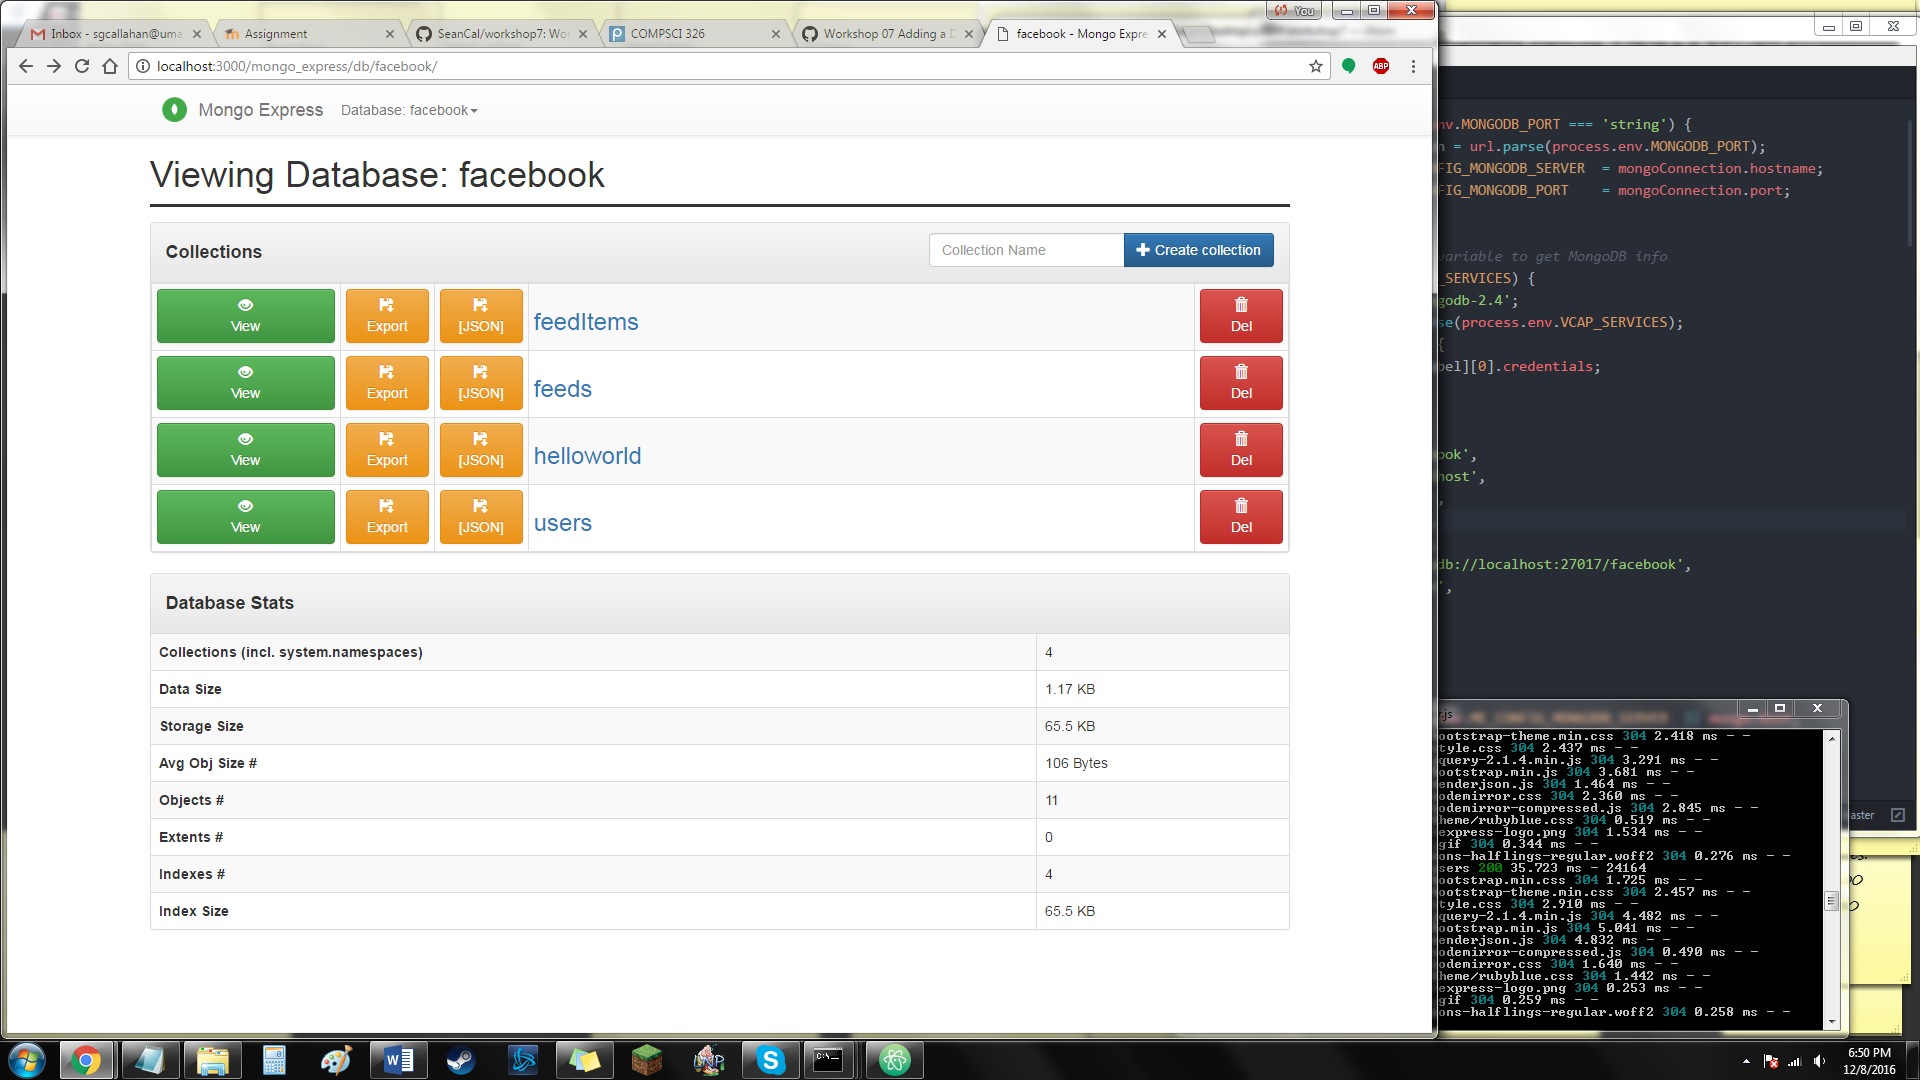 You
Inbox - sgcallahan@uma
Assignment
SeanCal/workshop7: Wor
COMPSCI 326
Workshop 07 Adding a D
facebook - Mongo Expre
localhost:3000/mongo_express/db/facebook/
ABP
Mongo Express
Database: facebook
Viewing Database: facebook
Collections
Collection Name
Create collection
View Export [JSON] feedItems Del
View Export [JSON] feeds Del
View Export [JSON] helloworld Del
View Export [JSON] users Del
Database Stats
Collections (incl. system.namespaces) 4
Data Size 1.17 KB
Storage Size 65.5 KB
Avg Obj Size # 106 Bytes
Objects # 11
Extents # 0
Indexes # 4
Index Size 65.5 KB
nv.MONGODB_PORT === 'string') {
n = url.parse(process.env.MONGODB_PORT);
FIG_MONGODB_SERVER = mongoConnection.hostname;
FIG_MONGODB_PORT = mongoConnection.port;
variable to get MongoDB info
_SERVICES) {
godb-2.4';
se(process.env.VCAP_SERVICES);
{
bel][0].credentials;
ook',
host',
,
db://localhost:27017/facebook',
',
aster
.js
ootstrap-theme.min.css 304 2.418 ms - -
tyle.css 304 2.437 ms - -
query-2.1.4.min.js 304 3.291 ms - -
ootstrap.min.js 304 3.681 ms - -
enderjson.js 304 1.464 ms - -
odemirror.css 304 2.360 ms - -
odemirror-compressed.js 304 2.845 ms - -
heme/rubyblue.css 304 0.519 ms - -
express-logo.png 304 1.534 ms - -
gif 304 0.344 ms - -
ons-halflings-regular.woff2 304 0.276 ms - -
sers 200 35.723 ms - 24164
ootstrap.min.css 304 1.725 ms - -
ootstrap-theme.min.css 304 2.457 ms - -
tyle.css 304 2.910 ms - -
query-2.1.4.min.js 304 4.482 ms - -
ootstrap.min.js 304 5.041 ms - -
enderjson.js 304 4.832 ms - -
odemirror-compressed.js 304 0.490 ms - -
odemirror.css 304 1.640 ms - -
heme/rubyblue.css 304 1.442 ms - -
express-logo.png 304 0.253 ms - -
gif 304 0.259 ms - -
ons-halflings-regular.woff2 304 0.258 ms - -
6:50 PM
12/8/2016